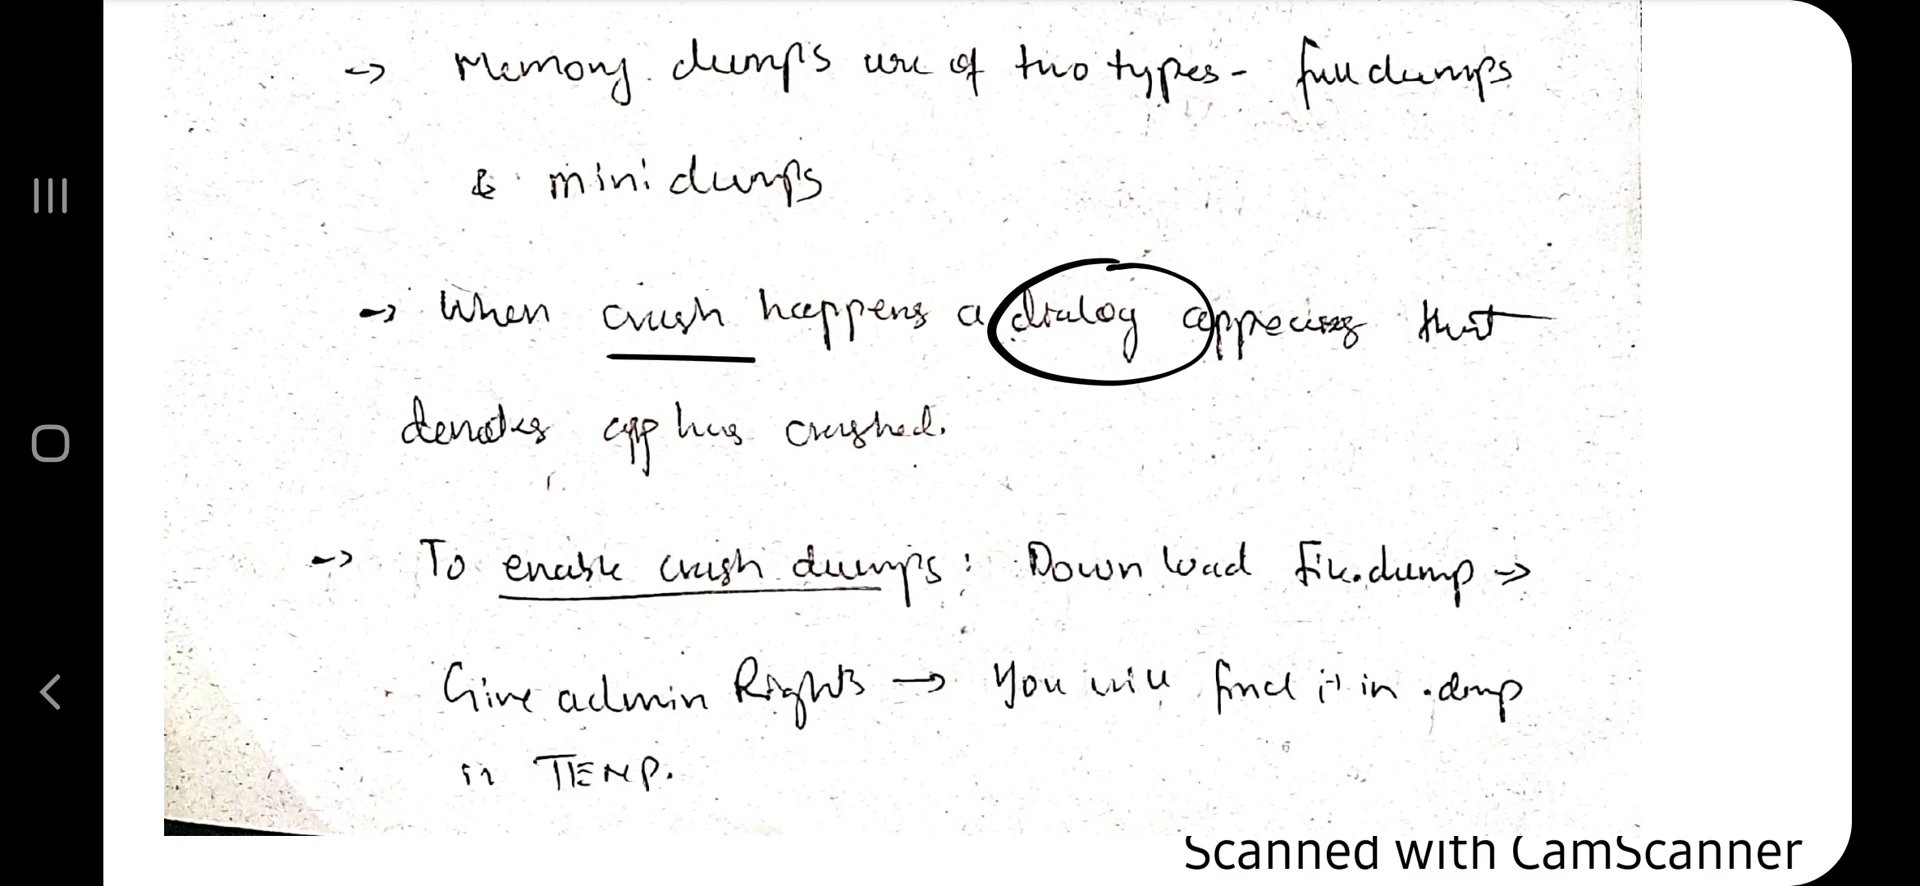 -> Memory dumps are of two types - full dumps
& mini dumps
-> When crash happens a dialog appears that
denotes app has crashed.
-> To enable crash dumps : Download file.dump ->
Give admin Rights -> You will find it in .dmp
in TEMP.
Scanned with CamScanner